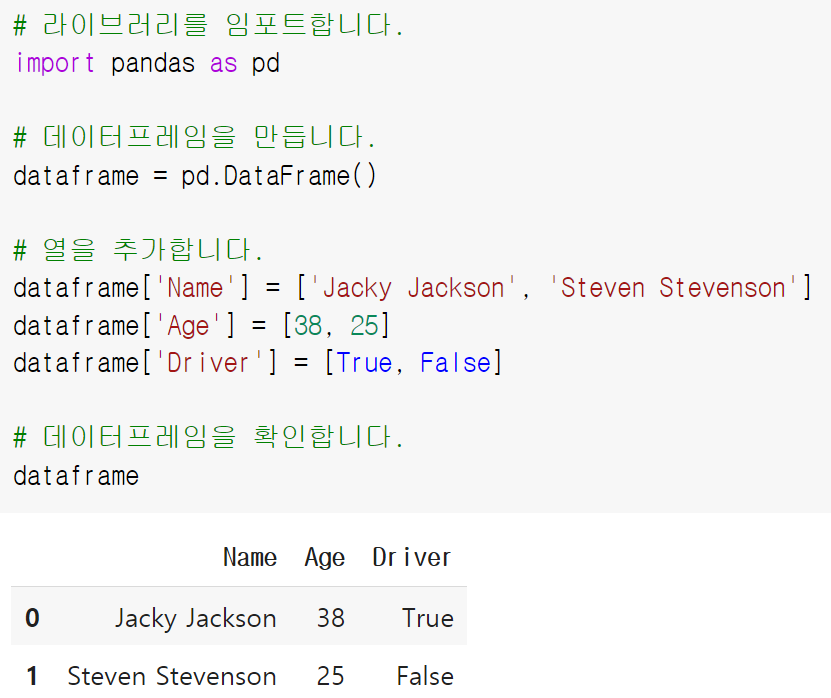 # 라이브러리를 임포트합니다.
import pandas as pd
# 데이터프레임을 만듭니다.
dataframe = pd.DataFrame()
# 열을 추가합니다.
dataframe['Name'] = ['Jacky Jackson', 'Steven Stevenson']
dataframe['Age'] = [38, 25]
dataframe['Driver'] = [True, False]
# 데이터프레임을 확인합니다.
dataframe
Name Age Driver
0 Jacky Jackson 38 True
1 Steven Stevenson 25 False